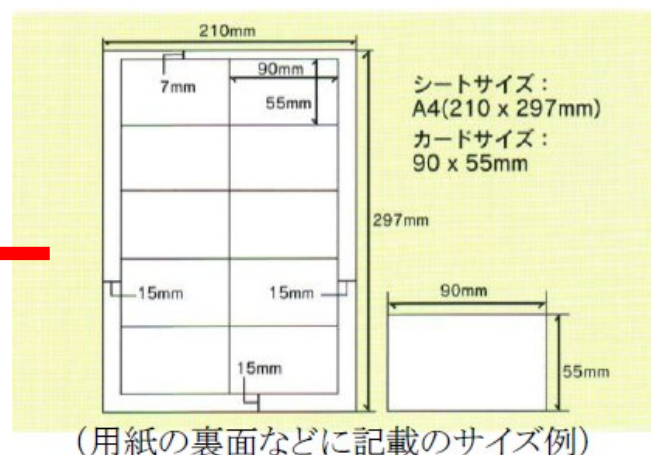 210mm
7mm
90mm
55mm
シートサイズ：
A4(210 x 297mm)
カードサイズ：
90 x 55mm
297mm
15mm
15mm
90mm
15mm
55mm
(用紙の裏面などに記載のサイズ例)